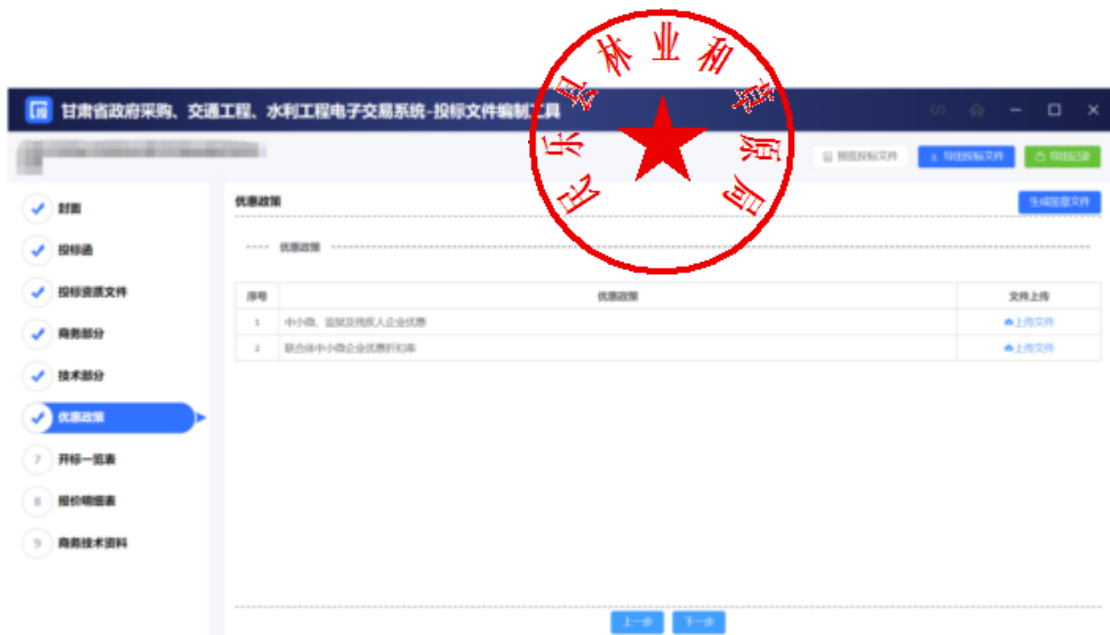 民乐县林业和草原局
甘肃省政府采购、交通工程、水利工程电子交易系统-投标文件编制工具
预览投标文件 导出投标文件 导出记录
封面
投标函
投标资质文件
商务部分
技术部分
优惠政策
7 开标一览表
8 报价明细表
9 商务技术资料
优惠政策 生成签章文件
优惠政策
序号 优惠政策 文件上传
1 中小微、监狱及残疾人企业优惠 上传文件
2 联合体中小微企业优惠折扣率 上传文件
上一步 下一步